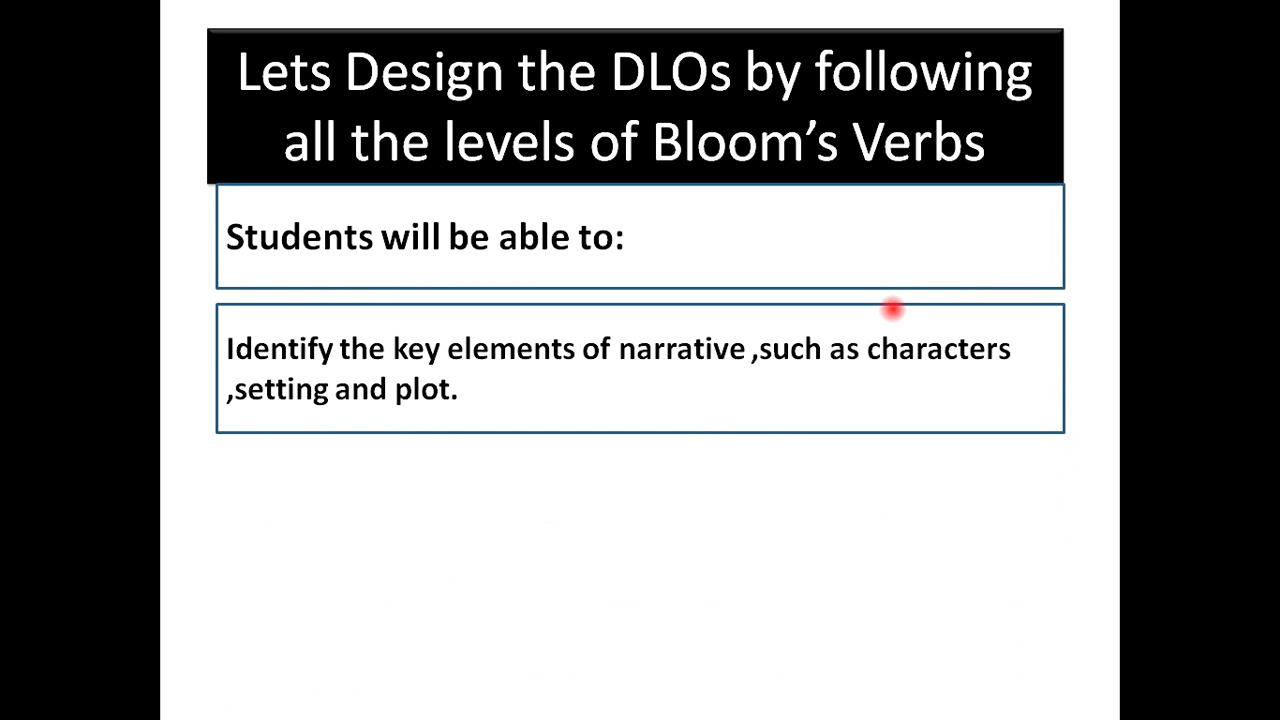 Lets Design the DLOs by following
all the levels of Bloom’s Verbs
Students will be able to:
Identify the key elements of narrative ,such as characters
,setting and plot.